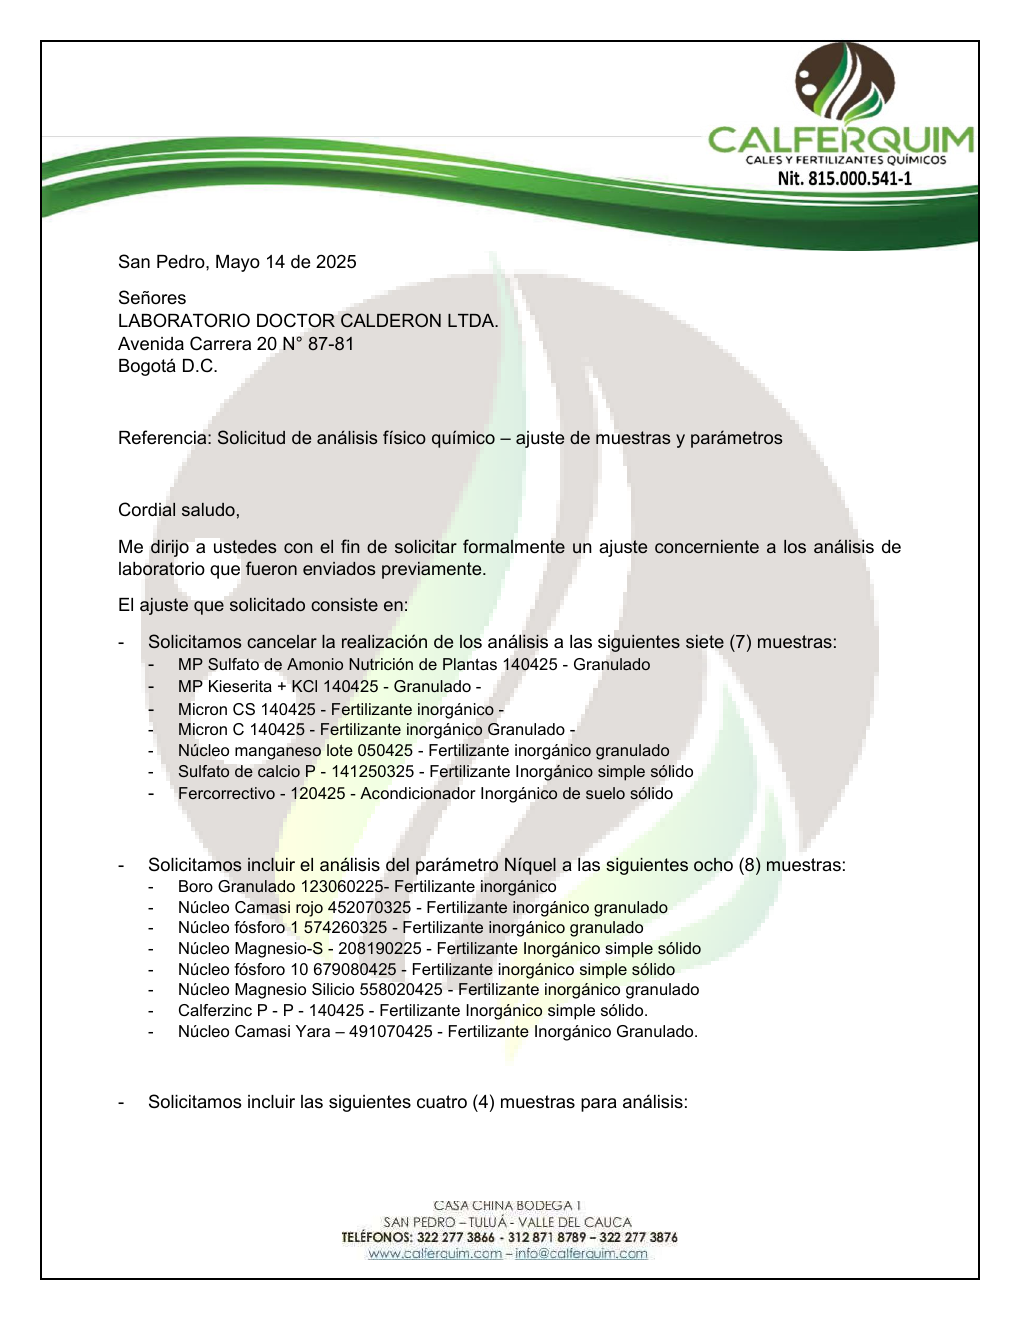 CALFERQUIM
CALES Y FERTILIZANTES QUÍMICOS
Nit. 815.000.541-1
San Pedro, Mayo 14 de 2025
Señores
LABORATORIO DOCTOR CALDERON LTDA.
Avenida Carrera 20 N° 87-81
Bogotá D.C.
Referencia: Solicitud de análisis físico químico – ajuste de muestras y parámetros
Cordial saludo,
Me dirijo a ustedes con el fin de solicitar formalmente un ajuste concerniente a los análisis de
laboratorio que fueron enviados previamente.
El ajuste que solicitado consiste en:
- Solicitamos cancelar la realización de los análisis a las siguientes siete (7) muestras:
- MP Sulfato de Amonio Nutrición de Plantas 140425 - Granulado
- MP Kieserita + KCl 140425 - Granulado -
- Micron CS 140425 - Fertilizante inorgánico -
- Micron C 140425 - Fertilizante inorgánico Granulado -
- Núcleo manganeso lote 050425 - Fertilizante inorgánico granulado
- Sulfato de calcio P - 141250325 - Fertilizante Inorgánico simple sólido
- Fercorrectivo - 120425 - Acondicionador Inorgánico de suelo sólido
- Solicitamos incluir el análisis del parámetro Níquel a las siguientes ocho (8) muestras:
- Boro Granulado 123060225- Fertilizante inorgánico
- Núcleo Camasi rojo 452070325 - Fertilizante inorgánico granulado
- Núcleo fósforo 1 574260325 - Fertilizante inorgánico granulado
- Núcleo Magnesio-S - 208190225 - Fertilizante Inorgánico simple sólido
- Núcleo fósforo 10 679080425 - Fertilizante inorgánico simple sólido
- Núcleo Magnesio Silicio 558020425 - Fertilizante inorgánico granulado
- Calferzinc P - P - 140425 - Fertilizante Inorgánico simple sólido.
- Núcleo Camasi Yara – 491070425 - Fertilizante Inorgánico Granulado.
- Solicitamos incluir las siguientes cuatro (4) muestras para análisis:
CASA CHINA BODEGA 1
SAN PEDRO – TULUÁ - VALLE DEL CAUCA
TELÉFONOS: 322 277 3866 - 312 871 8789 – 322 277 3876
www.calferquim.com – info@calferquim.com